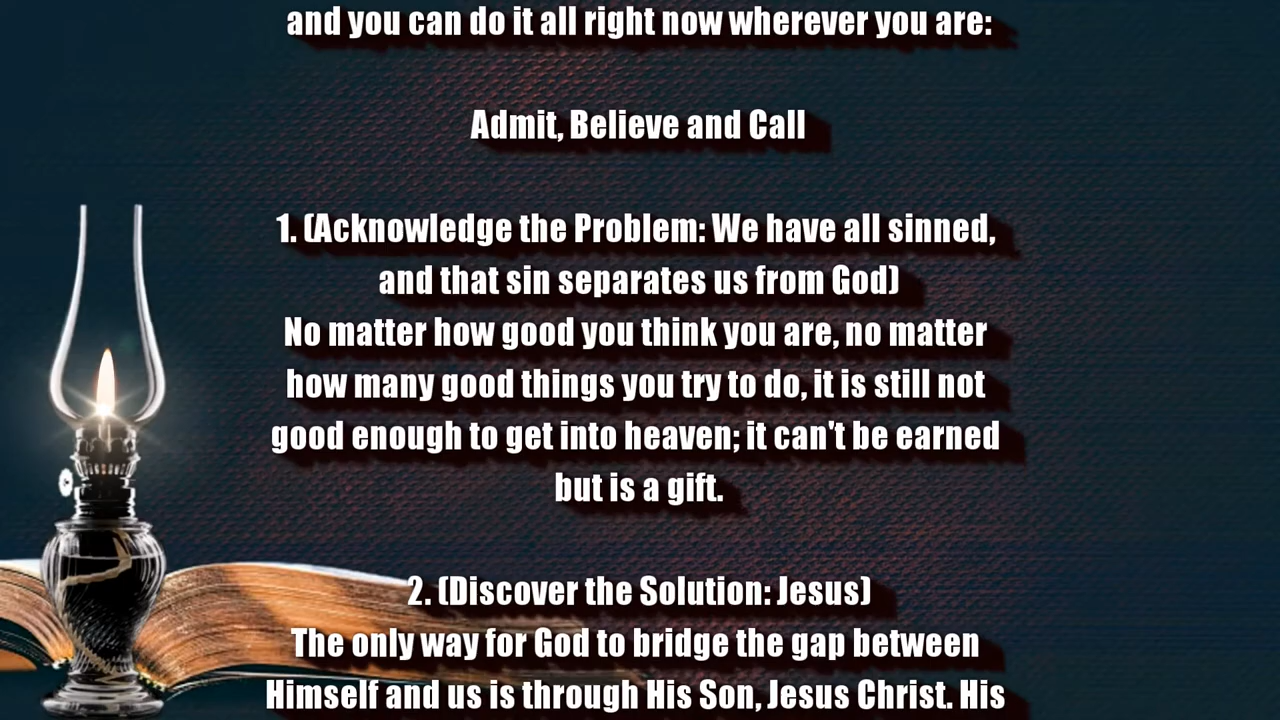 and you can do it all right now wherever you are:
Admit, Believe and Call
1. (Acknowledge the Problem: We have all sinned,
and that sin separates us from God)
No matter how good you think you are, no matter
how many good things you try to do, it is still not
good enough to get into heaven; it can't be earned
but is a gift.
2. (Discover the Solution: Jesus)
The only way for God to bridge the gap between
Himself and us is through His Son, Jesus Christ. His